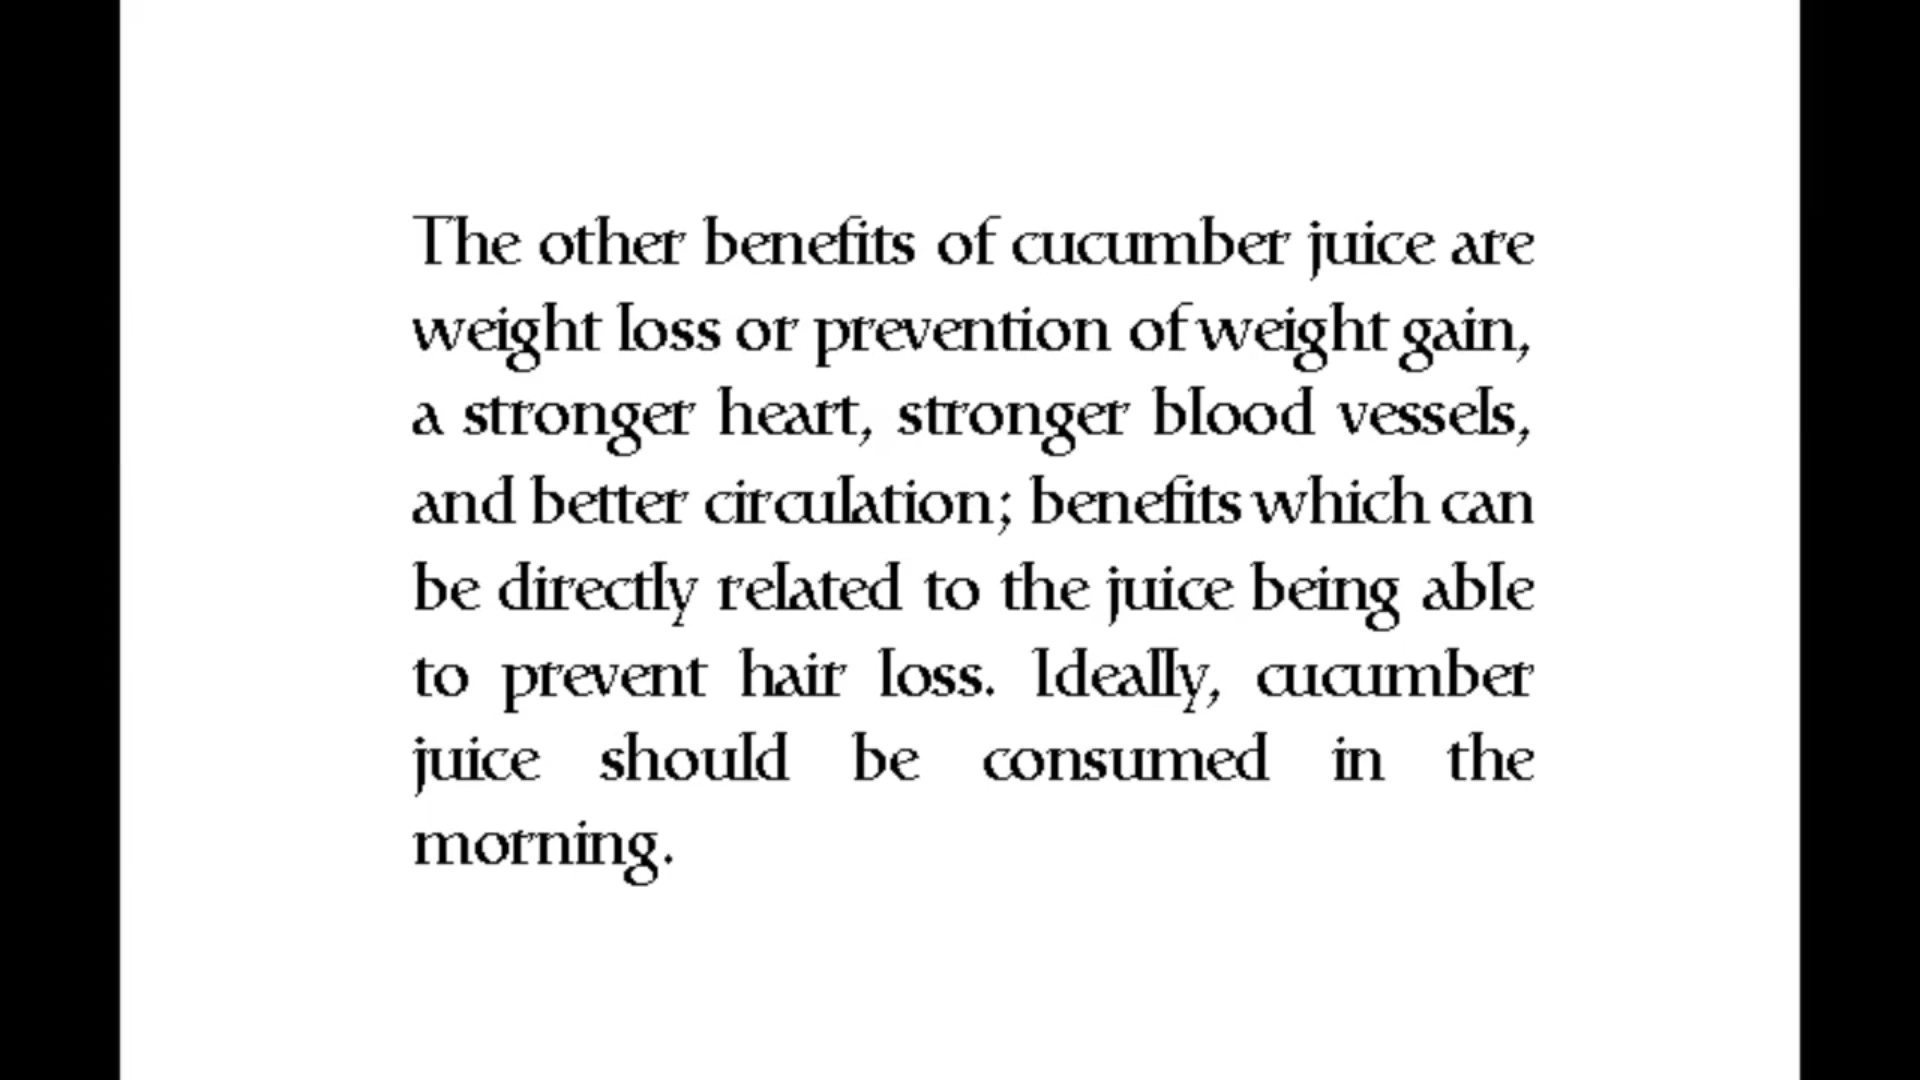 The other benefits of cucumber juice are
weight loss or prevention of weight gain,
a stronger heart, stronger blood vessels,
and better circulation; benefits which can
be directly related to the juice being able
to prevent hair loss. Ideally, cucumber
juice should be consumed in the
morning.